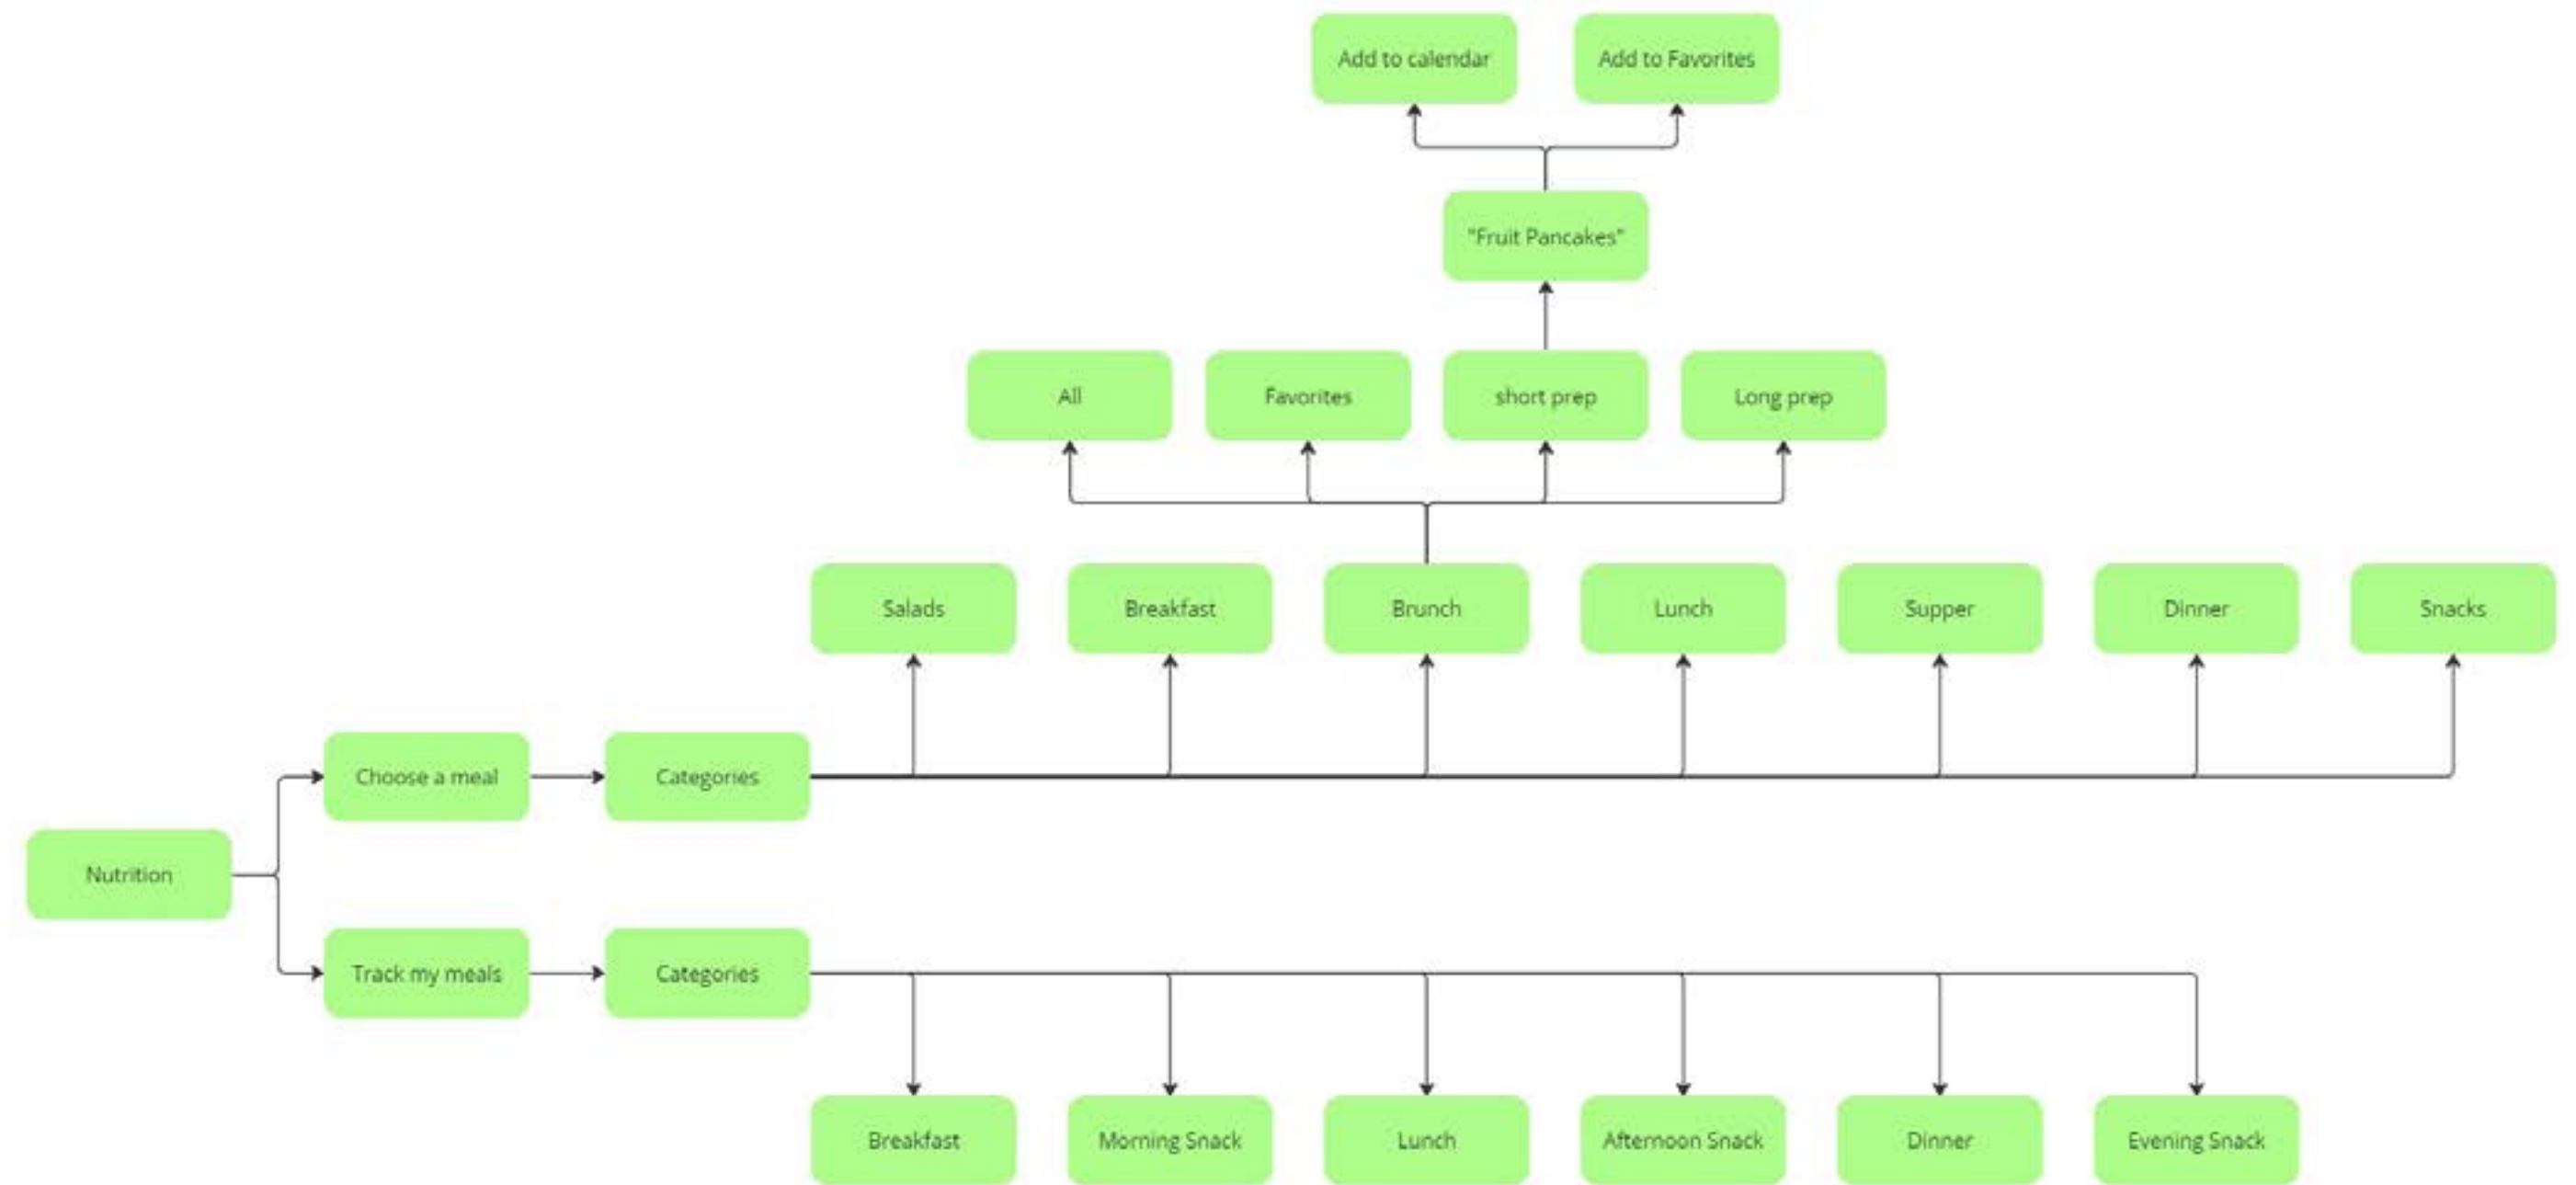 Add to calendar
Add to Favorites
"Fruit Pancakes"
All
Favorites
short prep
Long prep
Salads
Breakfast
Brunch
Lunch
Supper
Dinner
Snacks
Choose a meal
Categories
Nutrition
Track my meals
Categories
Breakfast
Morning Snack
Lunch
Afternoon Snack
Dinner
Evening Snack